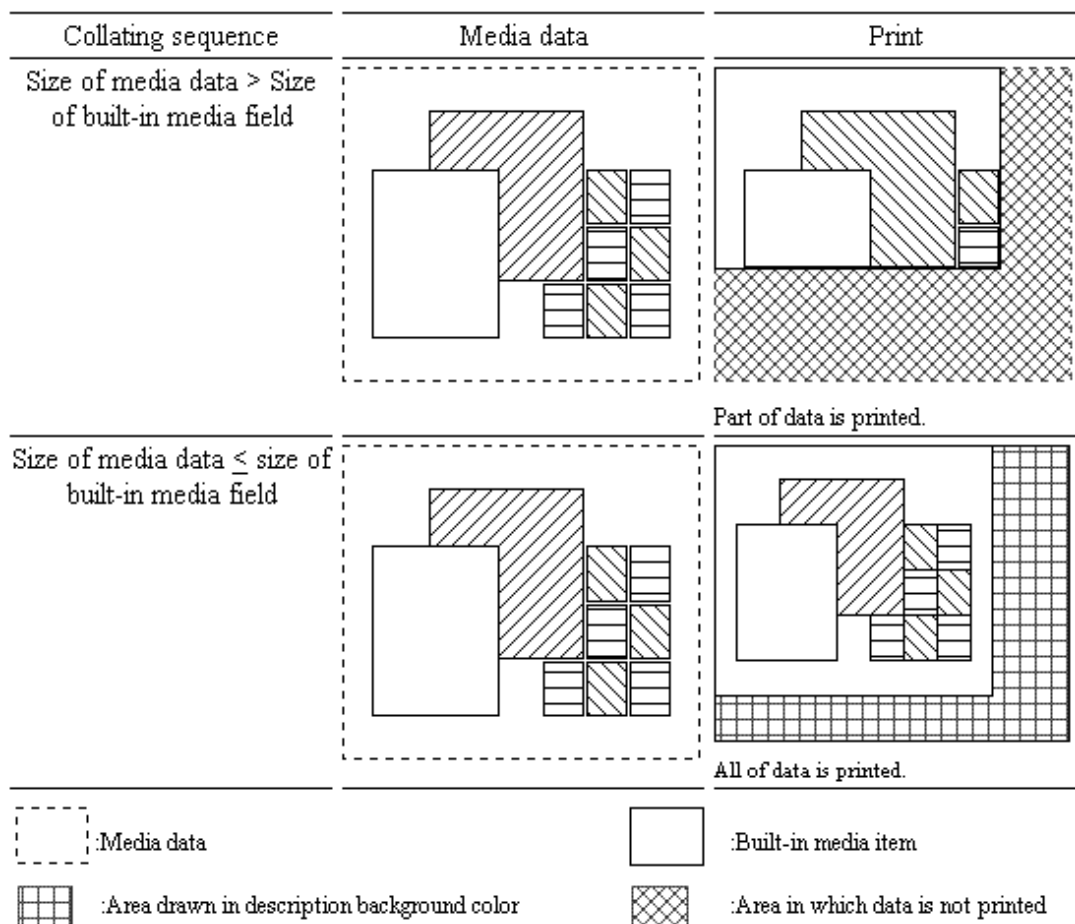 Collating sequence
Media data
Print
Size of media data > Size
of built-in media field
Part of data is printed.
Size of media data ≤ size of
built-in media field
All of data is printed.
:Media data
:Built-in media item
:Area drawn in description background color
:Area in which data is not printed